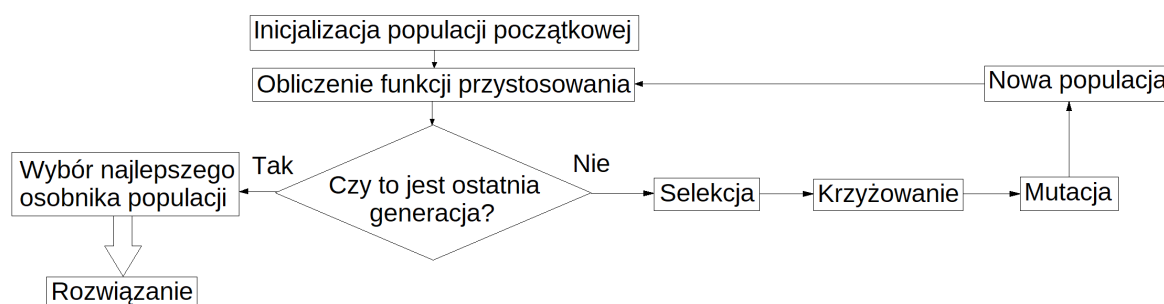 Inicjalizacja populacji początkowej
Obliczenie funkcji przystosowania
Nowa populacja
Tak
Nie
Wybór najlepszego
osobnika populacji
Czy to jest ostatnia
generacja?
Selekcja
Krzyżowanie
Mutacja
Rozwiązanie